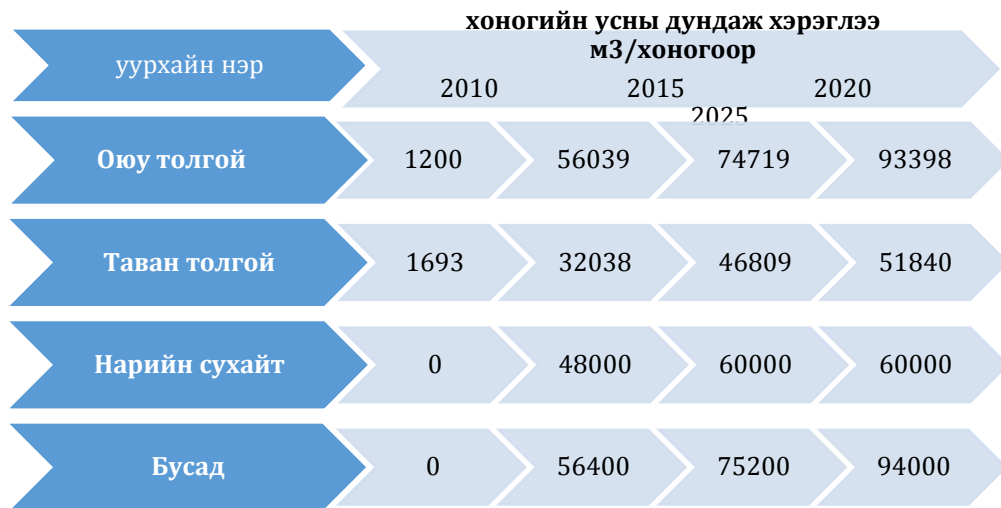 хоногийн усны дундаж хэрэглээ
м3/хоногоор
уурхайн нэр
2010 2015 2020
2025
Оюу толгой 1200 56039 74719 93398
Таван толгой 1693 32038 46809 51840
Нарийн сухайт 0 48000 60000 60000
Бусад 0 56400 75200 94000